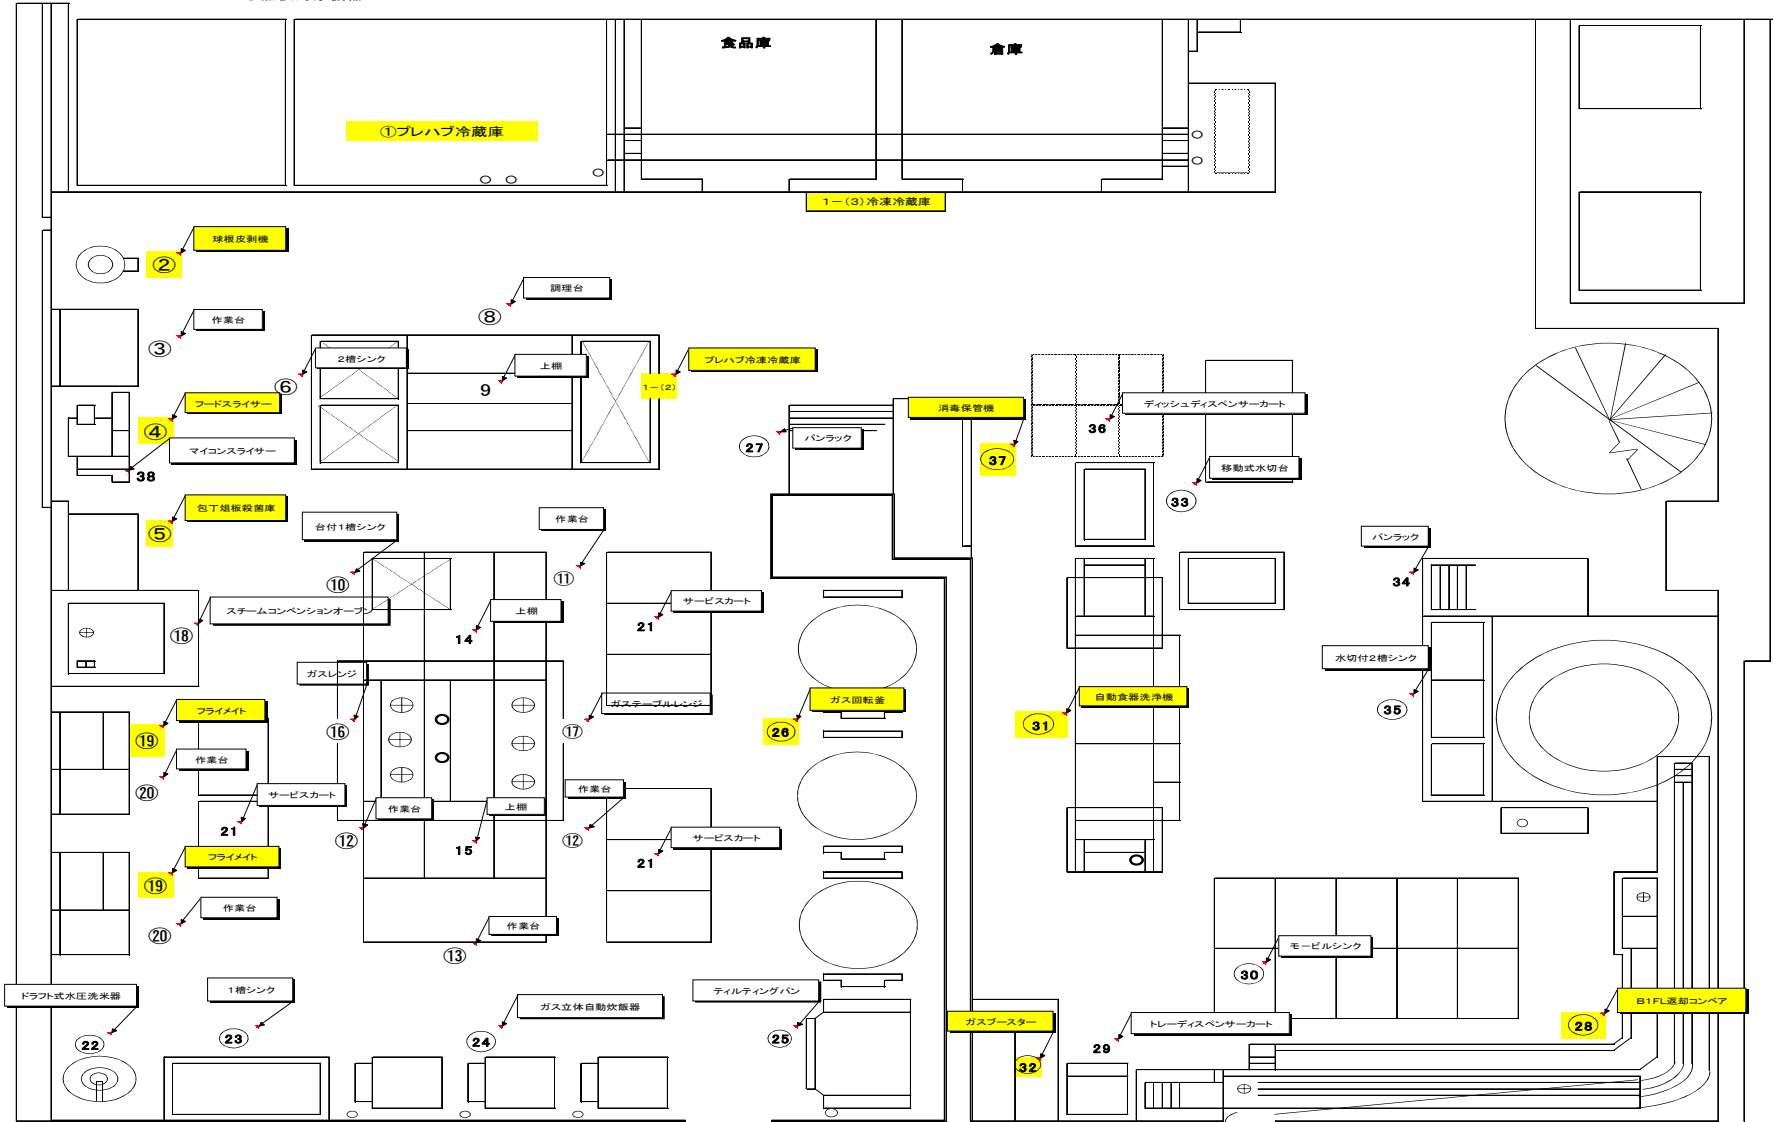 食品庫
倉庫
①プレハブ冷蔵庫
1－(3)冷凍冷蔵庫
球根皮剥機
②
調理台
⑧
作業台
③
2槽シンク
⑥
上棚
9
プレハブ冷凍冷蔵庫
1－(2)
フードスライサー
④
マイコンスライサー
38
消毒保管機
37
ディッシュディスペンサーカート
36
パンラック
27
移動式水切台
33
包丁俎板殺菌庫
⑤
台付1槽シンク
⑩
作業台
⑪
パンラック
34
スチームコンベンションオーブン
⑱
上棚
14
サービスカート
21
水切付2槽シンク
35
ガスレンジ
⑯
ガステーブルレンジ
⑰
ガス回転釜
26
自動食器洗浄機
31
フライメイト
⑲
作業台
⑳
サービスカート
21
作業台
⑫
上棚
15
作業台
⑫
サービスカート
21
フライメイト
⑲
作業台
⑳
作業台
⑬
モービルシンク
30
ドラフト式水圧洗米器
22
1槽シンク
23
ガス立体自動炊飯器
24
ティルティングパン
25
ガスブースター
32
トレーディスペンサーカート
29
B1FL返却コンベア
28